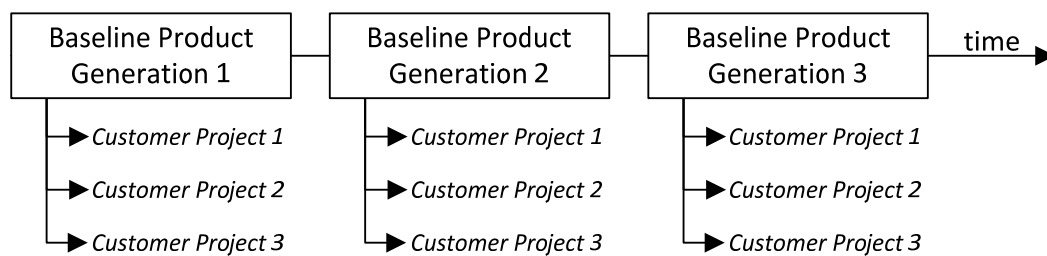 Baseline Product
Generation 1
Baseline Product
Generation 2
Baseline Product
Generation 3
time
Customer Project 1
Customer Project 2
Customer Project 3
Customer Project 1
Customer Project 2
Customer Project 3
Customer Project 1
Customer Project 2
Customer Project 3